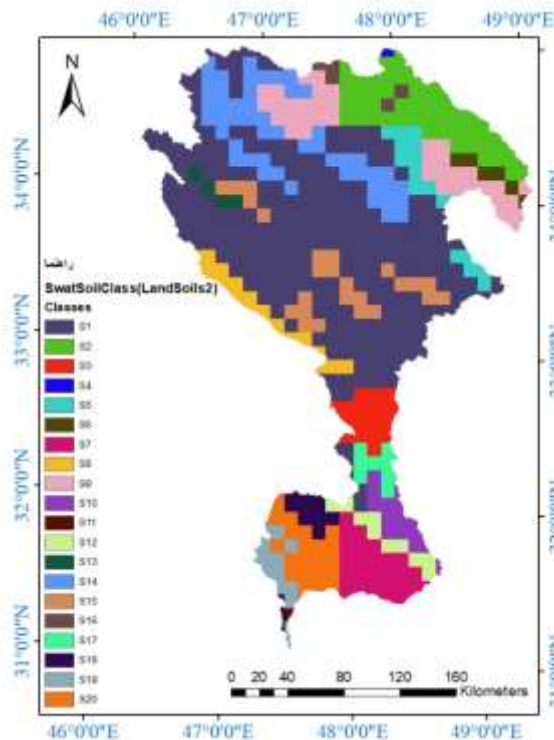 46°0'0"E 47°0'0"E 48°0'0"E 49°0'0"E
N
34°0'0"N
33°0'0"N
32°0'0"N
31°0'0"N
راهنما
SwatSoilClass(LandSoils2)
Classes
S1
S2
S3
S4
S5
S6
S7
S8
S9
S10
S11
S12
S13
S14
S15
S16
S17
S18
S19
S20
0 20 40 80 120 160
Kilometers
46°0'0"E 47°0'0"E 48°0'0"E 49°0'0"E